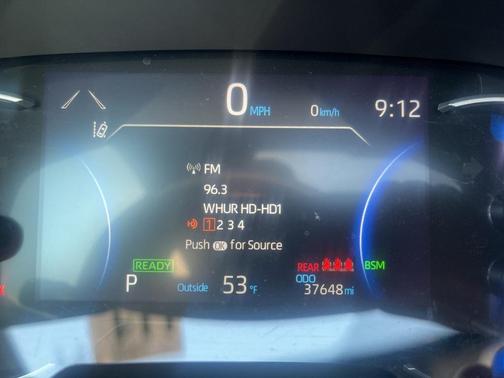 0 MPH 0 km/h 9:12
FM
96.3
WHUR HD-HD1
1 2 3 4
Push OK for Source
READY REAR BSM
P Outside 53 °F ODO
37648 mi